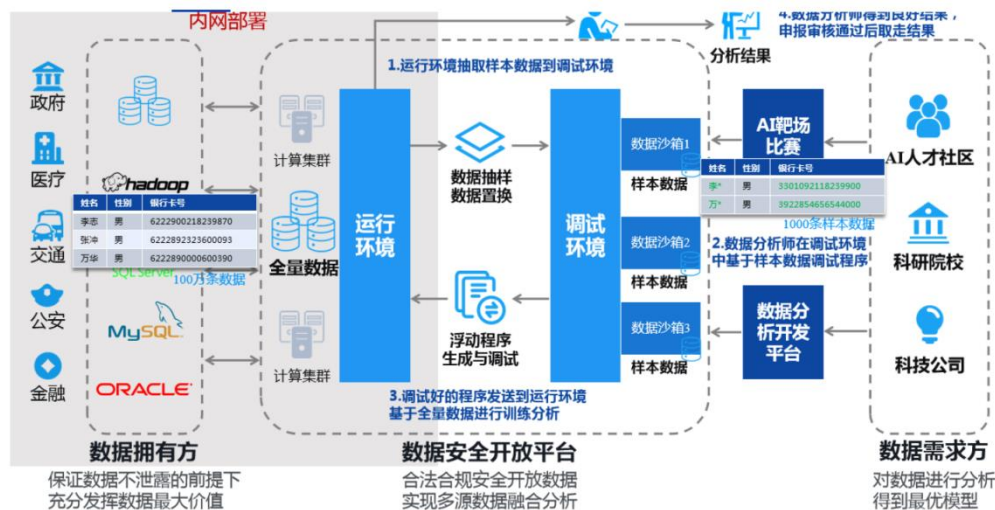 内网部署
4.数据分析师得到良好结果，
申报审核通过后取走结果
分析结果
1.运行环境抽取样本数据到调试环境
政府
医疗
交通
公安
金融
hadoop
姓名 性别 银行卡号
李志 男 6222900218239870
张冲 男 6222892323600093
万华 男 6222890000600390
SQL Server
100万条数据
MySQL
ORACLE
计算集群
全量数据
计算集群
运行
环境
数据抽样
数据置换
浮动程序
生成与调试
调试
环境
数据沙箱1
样本数据
数据沙箱2
样本数据
数据沙箱3
样本数据
AI靶场
比赛
姓名 性别 银行卡号
李* 男 3301092118239900
万* 男 3922854656544000
1000条样本数据
2.数据分析师在调试环境
中基于样本数据调试程序
数据分
析开发
平台
AI人才社区
科研院校
科技公司
3.调试好的程序发送到运行环境
基于全量数据进行训练分析
数据拥有方
保证数据不泄露的前提下
充分发挥数据最大价值
数据安全开放平台
合法合规安全开放数据
实现多源数据融合分析
数据需求方
对数据进行分析
得到最优模型